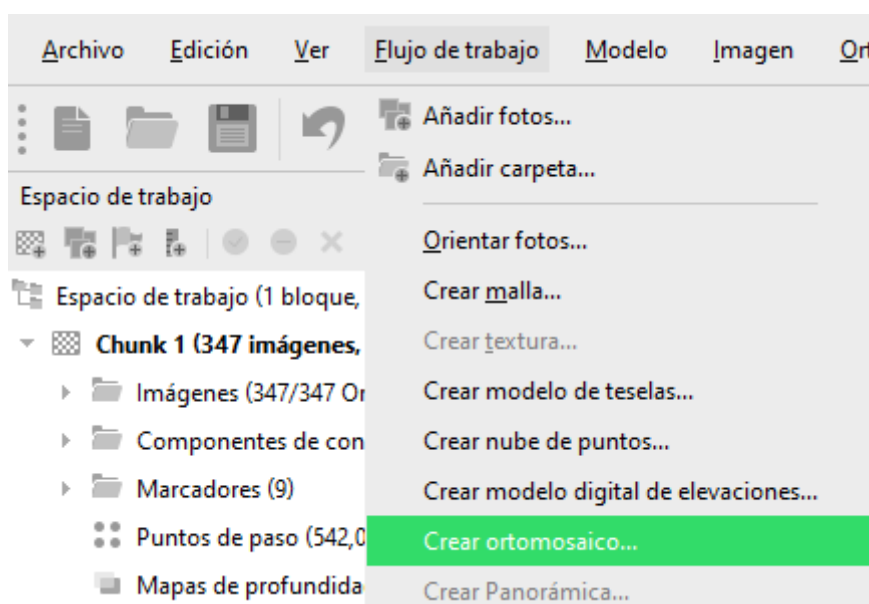 Archivo Edición Ver Flujo de trabajo Modelo Imagen
Añadir fotos...
Añadir carpeta...
Espacio de trabajo
Orientar fotos...
Espacio de trabajo (1 bloque,
Crear malla...
Chunk 1 (347 imágenes,
Crear textura...
Imágenes (347/347
Crear modelo de teselas...
Componentes de con
Crear nube de puntos...
Marcadores (9)
Crear modelo digital de elevaciones...
Puntos de paso (542,0
Crear ortomosaico...
Mapas de profundida
Crear Panorámica...